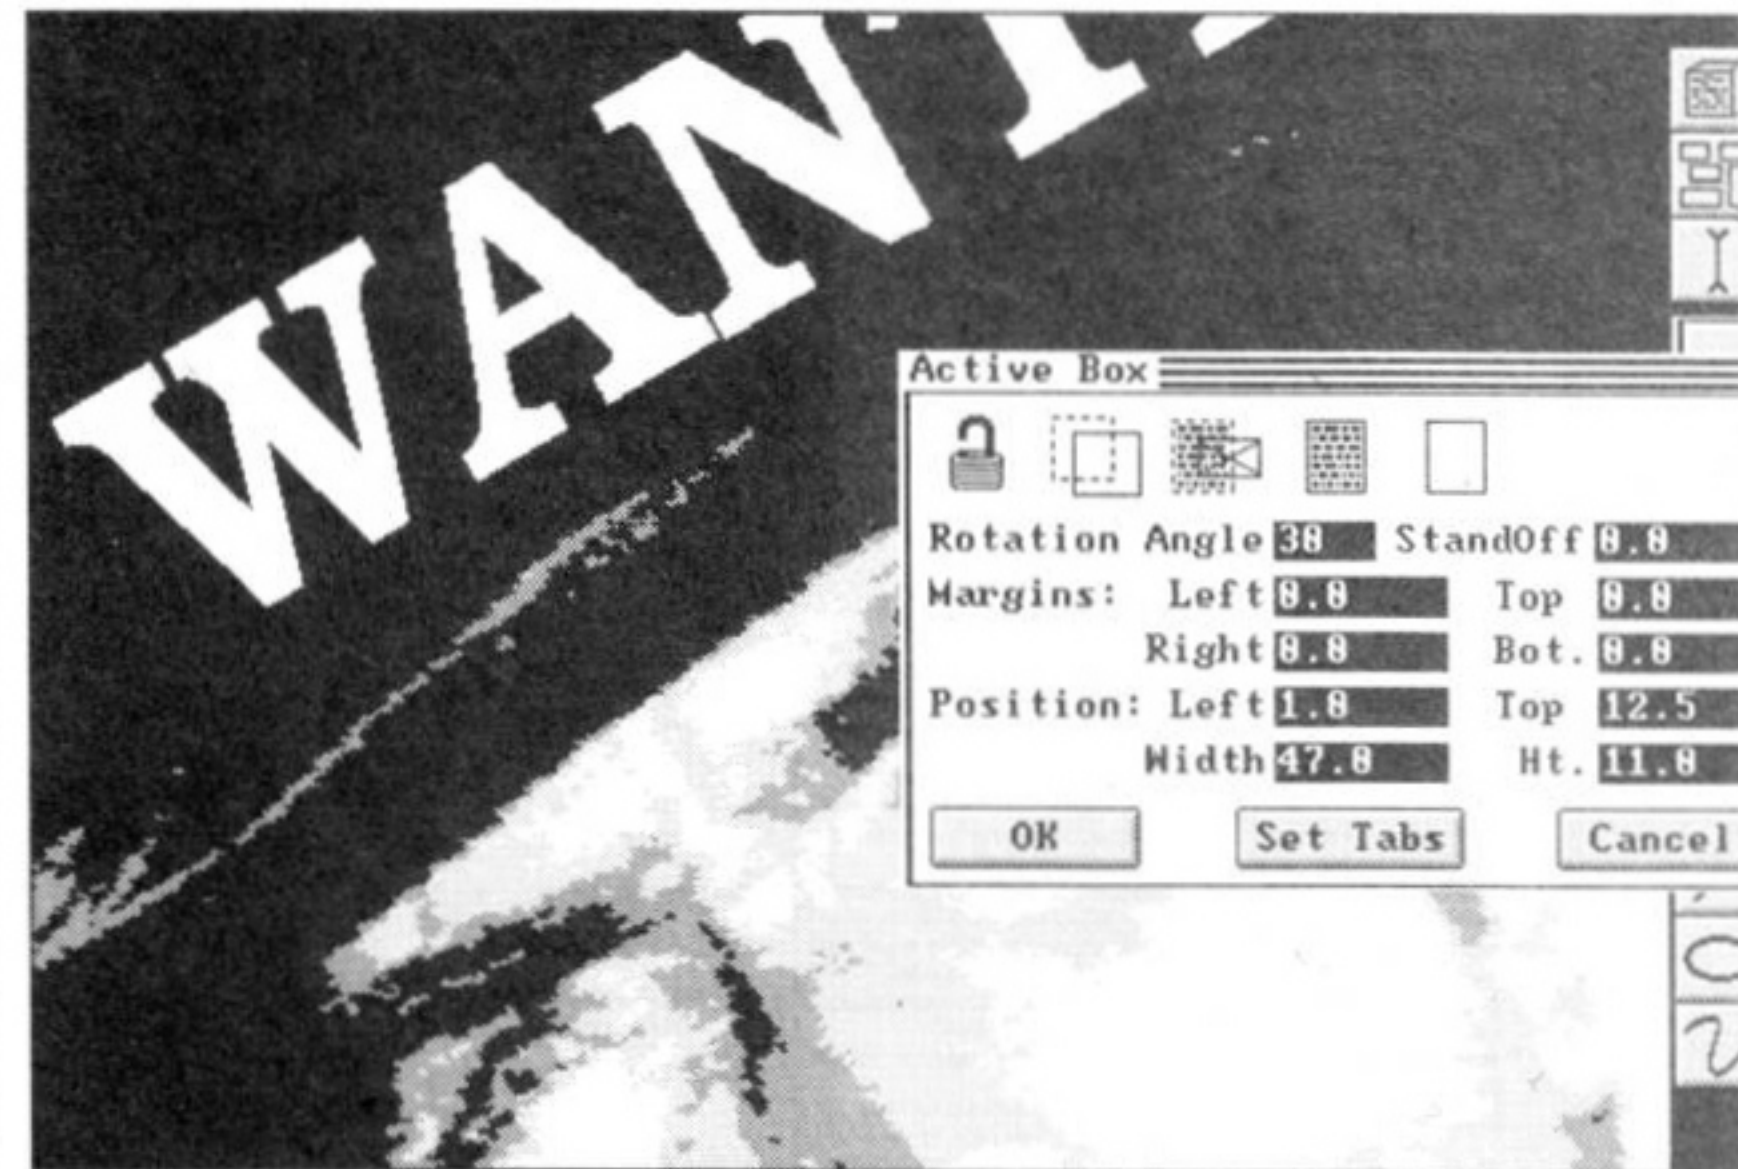 WANT
Active Box
Rotation Angle 30 StandOff 0.0
Margins: Left 0.0 Top 0.0
Right 0.0 Bot. 0.0
Position: Left 1.0 Top 12.5
Width 47.0 Ht. 11.0
OK Set Tabs Cancel